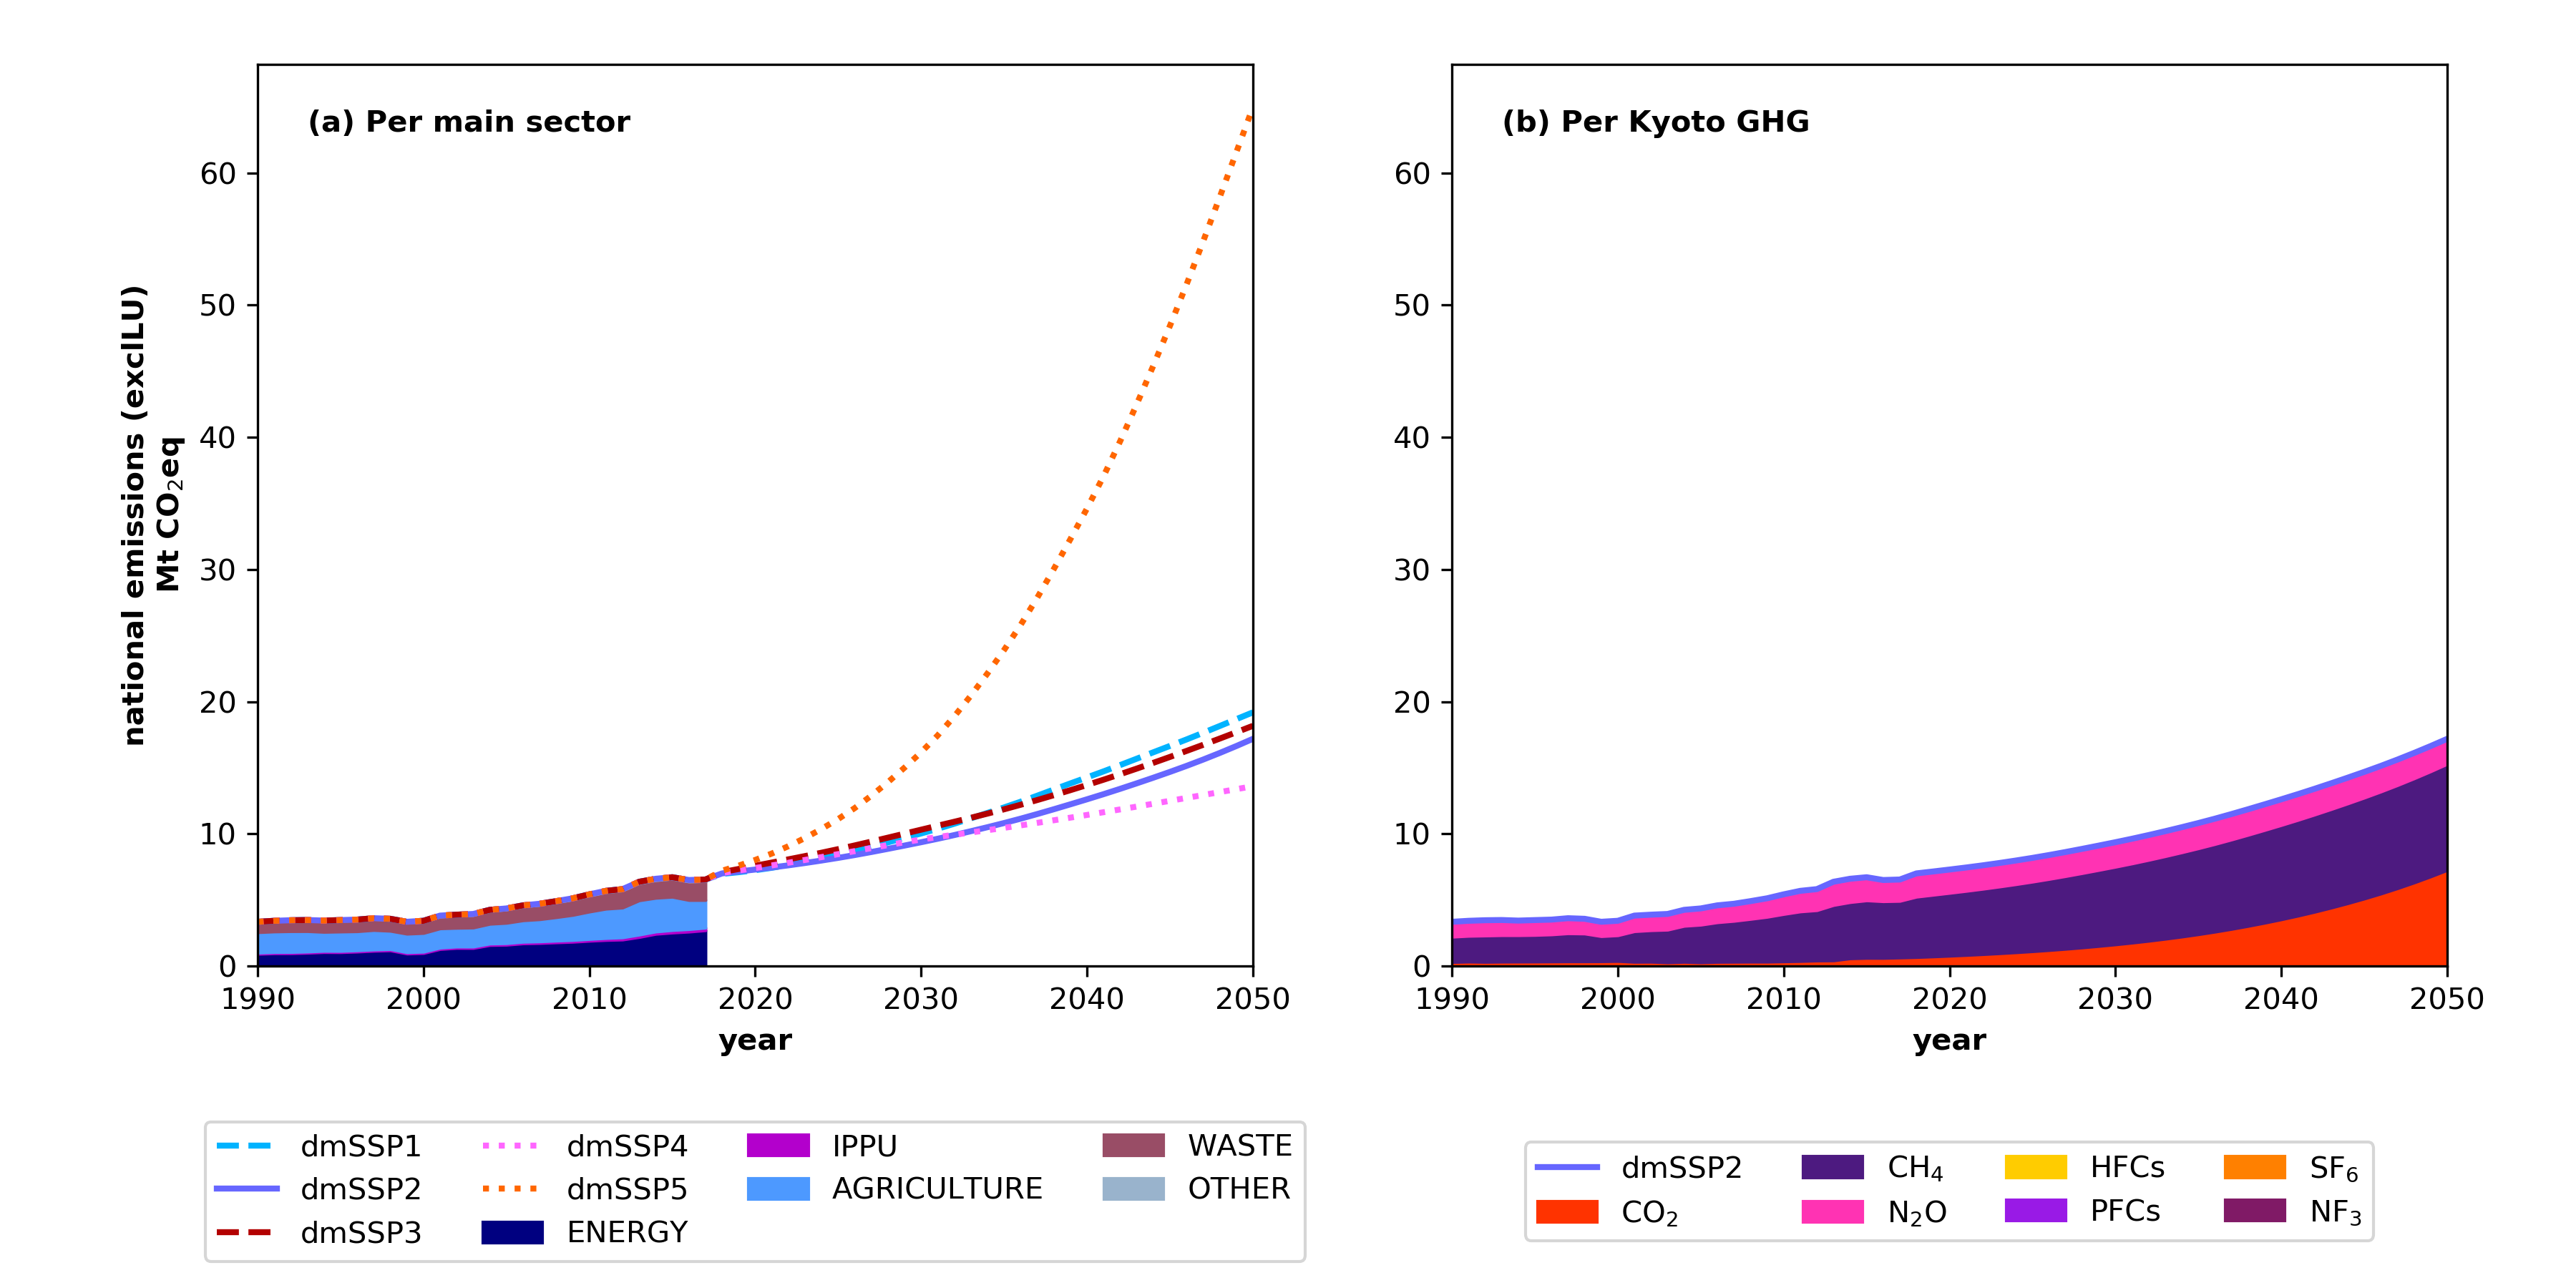 (a) Per main sector
60
50
40
30
20
10
0
national emissions (exclLU)
Mt CO₂eq
1990 2000 2010 2020 2030 2040 2050
year
dmSSP1 dmSSP4 IPPU WASTE
dmSSP2 dmSSP5 AGRICULTURE OTHER
dmSSP3 ENERGY
(b) Per Kyoto GHG
60
50
40
30
20
10
0
1990 2000 2010 2020 2030 2040 2050
year
dmSSP2 CH₄ HFCs SF₆
CO₂ N₂O PFCs NF₃